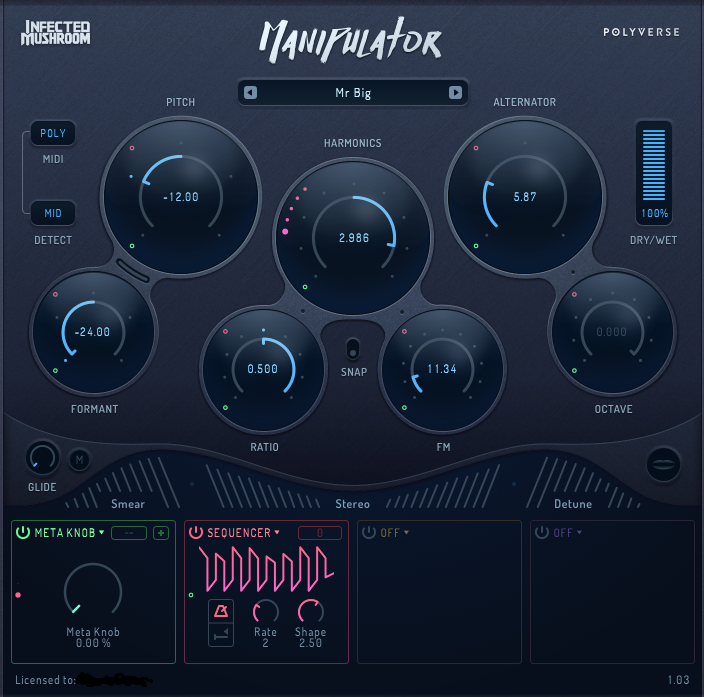 INFECTED
MUSHROOM
MANIPULATOR
POLYVERSE
Mr Big
PITCH
ALTERNATOR
HARMONICS
POLY
MIDI
MID
DETECT
-12.00
2.986
5.87
100%
DRY/WET
-24.00
FORMANT
0.500
RATIO
SNAP
11.34
FM
0.000
OCTAVE
GLIDE
M
Smear
Stereo
Detune
META KNOB
--
+
SEQUENCER
0
OFF
OFF
Meta Knob
0.00 %
Rate
2
Shape
2.50
Licensed to:
1.03